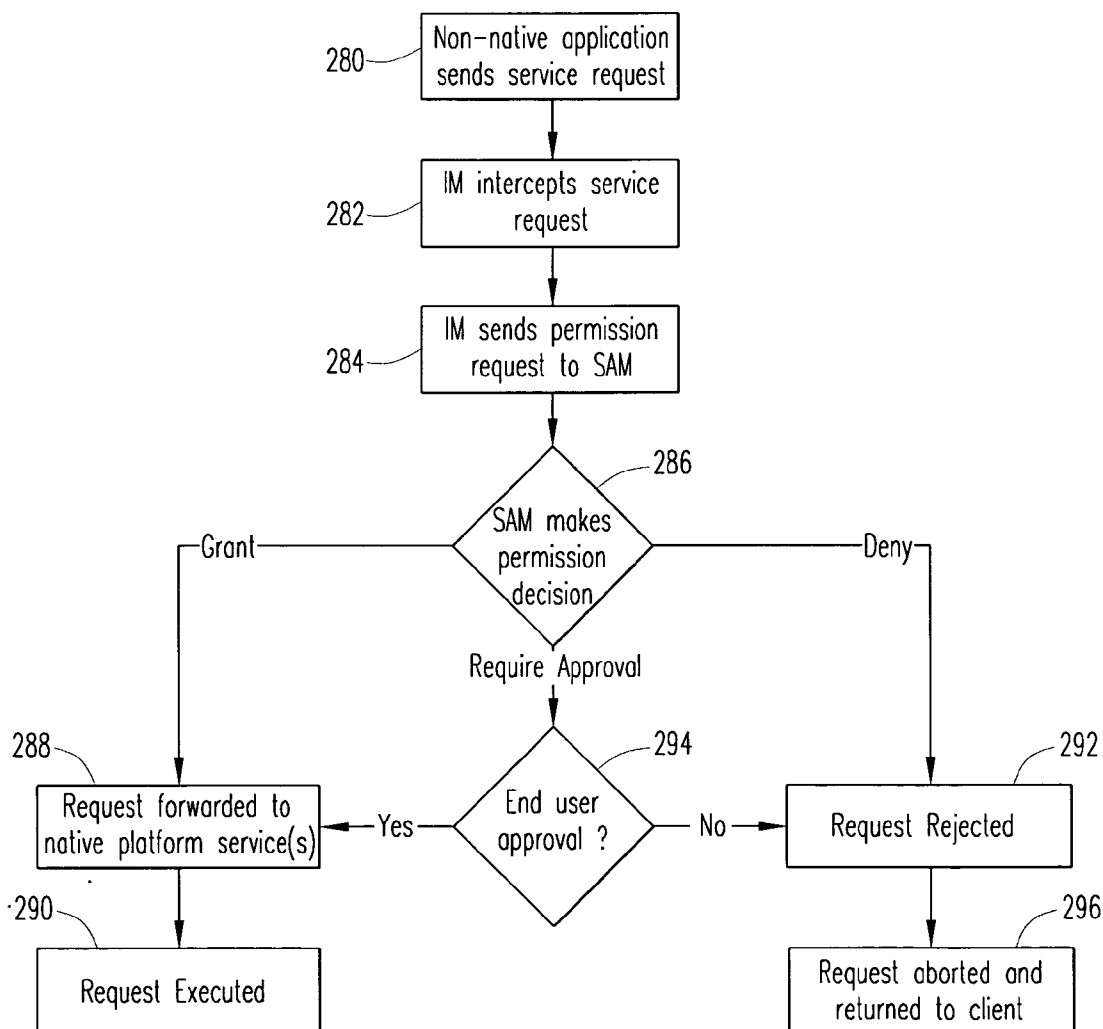 280
Non-native application
sends service request
282
IM intercepts service
request
284
IM sends permission
request to SAM
286
SAM makes
permission
decision
Grant
Deny
Require Approval
288
Request forwarded to
native platform service(s)
294
End user
approval ?
Yes
No
292
Request Rejected
290
Request Executed
296
Request aborted and
returned to client